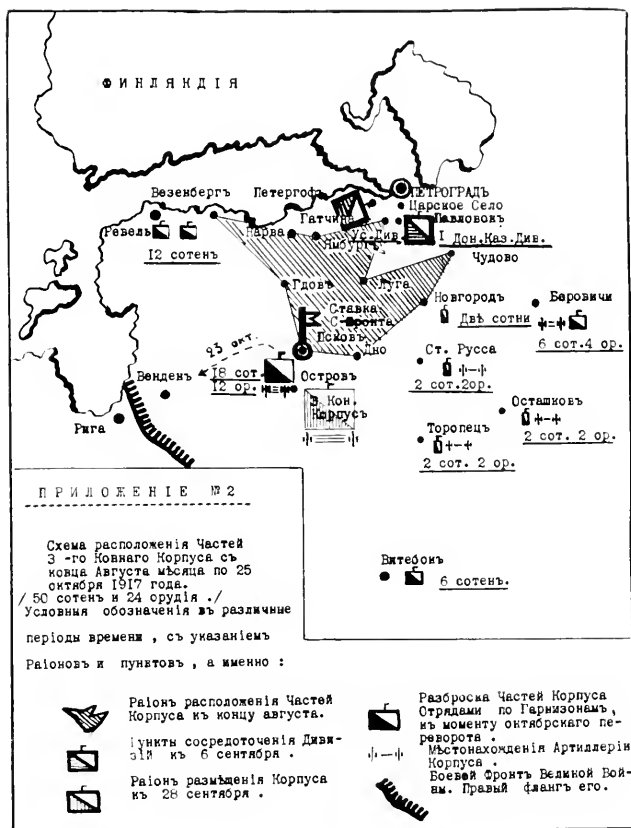 ФИНЛЯНДІЯ
Везенбергъ
Петергофъ
ПЕТРОГРАДЪ
Царское Село
Гатчина
Павловокъ
Ревель
Нарва
Ямбургъ
Ус.Див.
I Дон.Каз.Див.
12 сотенъ
Чудово
Гдовъ
Луга
Новгородъ
Боровичи
Ставка
С.Фронта
Двѣ сотни
Псковъ
6 сот.4 ор.
23 окт.
Дно
Ст. Русса
18 сот.
12 ор.
Островъ
2 сот.2ор.
Венденъ
3 Кон.
Корпусъ
Осташковъ
Рига
Торопец
2 сот. 2 ор.
2 сот. 2 ор.
ПРИЛОЖЕНІЕ №2
Схема расположенія Частей
3 -го Коннаго Корпуса съ
конца Августа мѣсяца по 25
октября 1917 года.
/ 50 сотенъ и 24 орудія ./
Витебск
6 сотенъ.
Условныя обозначенія въ различные
періоды времени , съ указаніемъ
Раіоновъ и пунктовъ , а именно :
Раіонъ расположенія Частей
Корпуса къ концу августа.
Пункты сосредоточенія Диви-
зій къ 6 сентября .
Раіонъ размѣщенія Корпуса
къ 28 сентября .
Разброска Частей Корпуса
Отрядами по Гарнизонамъ,
къ моменту октябрскаго пе-
реворота .
Мѣстонахожденія Артиллеріи
Корпуса .
Боевой Фронтъ Великой Вой-
ны. Правый флангъ его.